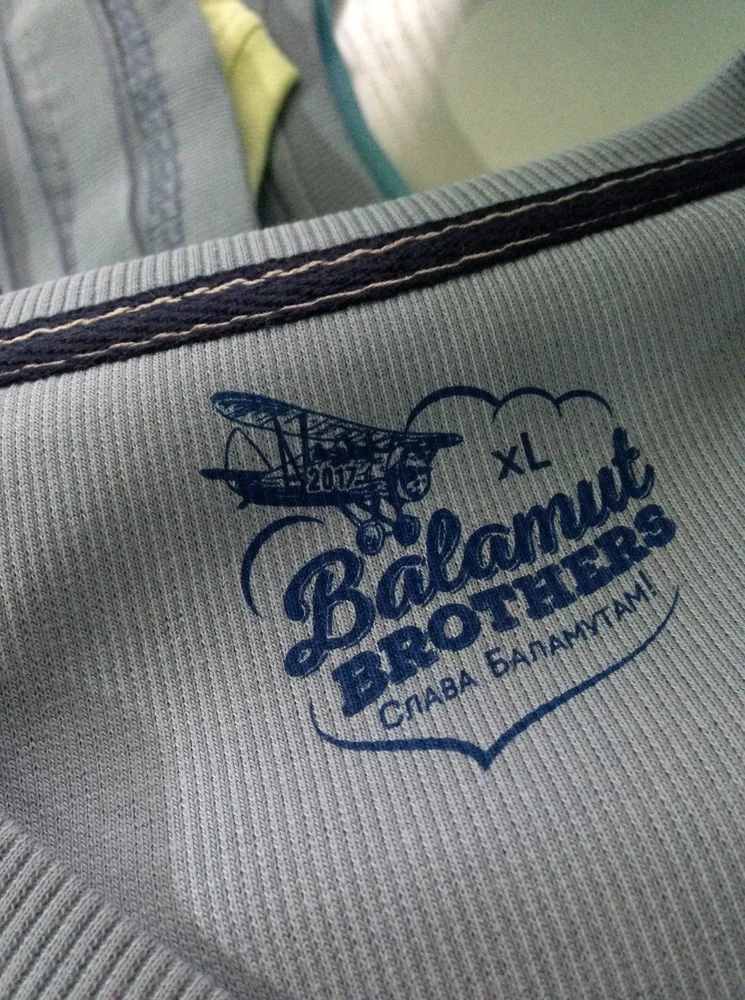 XL
2017
Balamut
BROTHERS
Слава Баламутам!